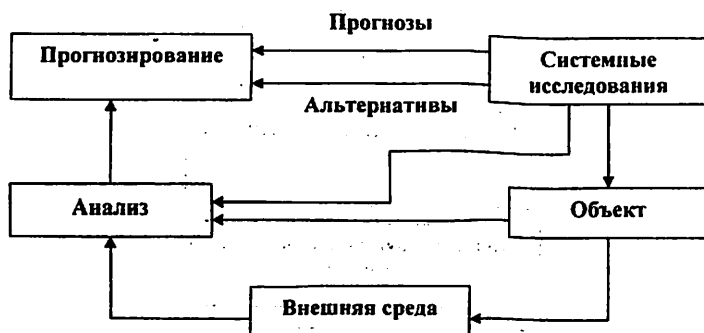 Прогнозы
Прогнозирование
Системные
исследования
Альтернативы
Анализ
Объект
Внешняя среда